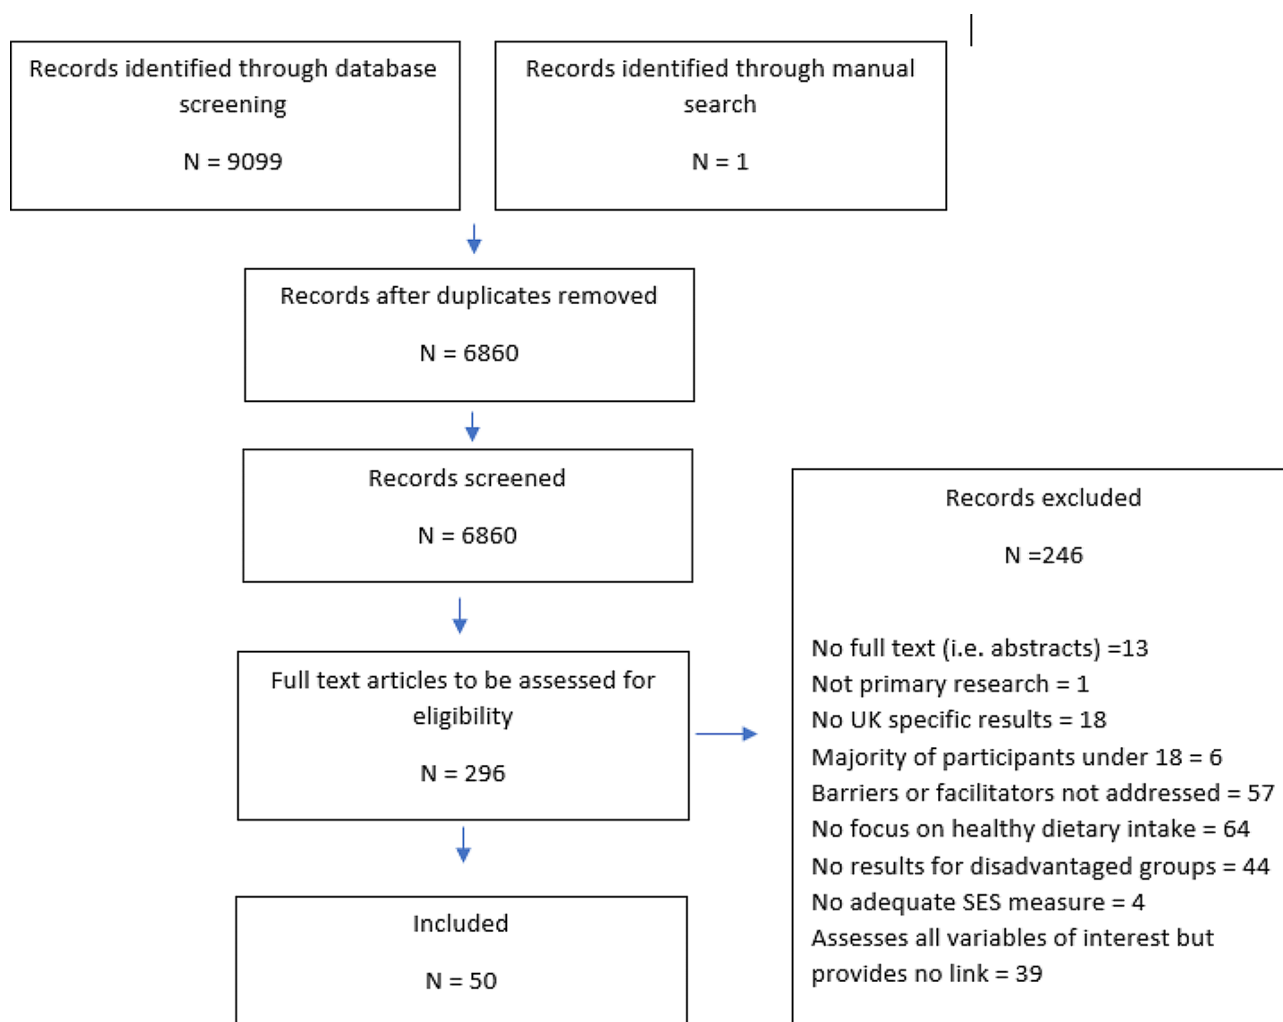 Records identified through database
screening
N = 9099
Records identified through manual
search
N = 1
Records after duplicates removed
N = 6860
Records screened
N = 6860
Full text articles to be assessed for
eligibility
N = 296
Records excluded
N =246
No full text (i.e. abstracts) =13
Not primary research = 1
No UK specific results = 18
Majority of participants under 18 = 6
Barriers or facilitators not addressed = 57
No focus on healthy dietary intake = 64
No results for disadvantaged groups = 44
No adequate SES measure = 4
Assesses all variables of interest but
provides no link = 39
Included
N = 50